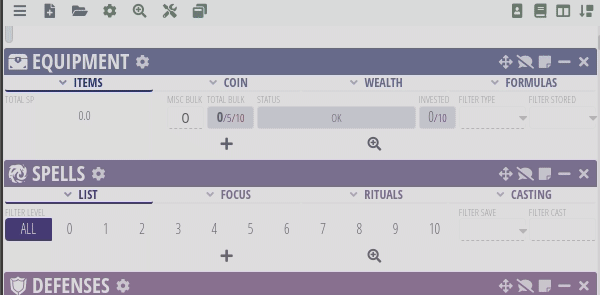 EQUIPMENT
ITEMS COIN WEALTH FORMULAS
TOTAL SP MISC BULK TOTAL BULK STATUS INVESTED FILTER TYPE FILTER STORED
0.0 0 0/5/10 OK 0/10
SPELLS
LIST FOCUS RITUALS CASTING
FILTER LEVEL FILTER SAVE FILTER CAST
ALL 0 1 2 3 4 5 6 7 8 9 10
DEFENSES